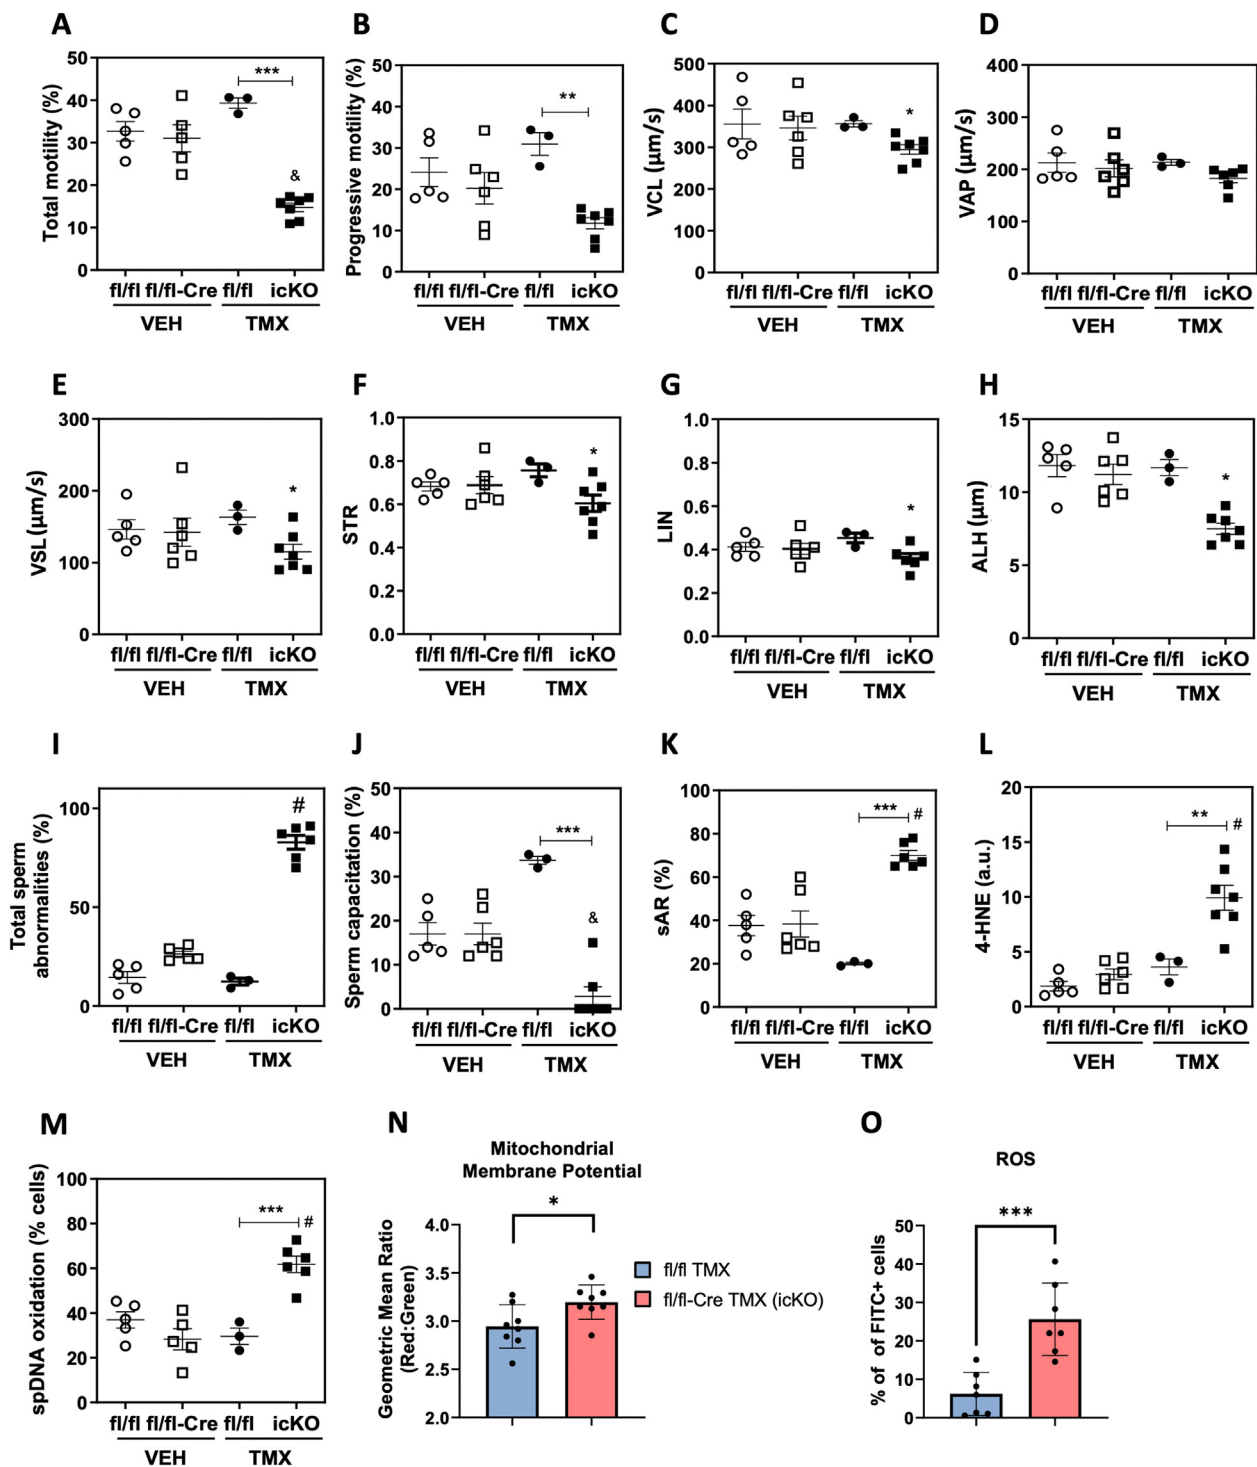 A
Total motility (%)
50
40
30
20
10
0
***
&
fl/fl fl/fl-Cre fl/fl icKO
VEH TMX
B
Progressive motility (%)
50
40
30
20
10
0
**
fl/fl fl/fl-Cre fl/fl icKO
VEH TMX
C
VCL (µm/s)
500
400
300
200
100
0
*
fl/fl fl/fl-Cre fl/fl icKO
VEH TMX
D
VAP (µm/s)
400
300
200
100
0
fl/fl fl/fl-Cre fl/fl icKO
VEH TMX
E
VSL (µm/s)
300
200
100
0
*
fl/fl fl/fl-Cre fl/fl icKO
VEH TMX
F
STR
1.0
0.8
0.6
0.4
0.2
0.0
*
fl/fl fl/fl-Cre fl/fl icKO
VEH TMX
G
LIN
1.0
0.8
0.6
0.4
0.2
0.0
*
fl/fl fl/fl-Cre fl/fl icKO
VEH TMX
H
ALH (µm)
15
10
5
0
*
fl/fl fl/fl-Cre fl/fl icKO
VEH TMX
I
Total sperm
abnormalities (%)
100
50
0
#
fl/fl fl/fl-Cre fl/fl icKO
VEH TMX
J
Sperm capacitation (%)
50
40
30
20
10
0
***
&
fl/fl fl/fl-Cre fl/fl icKO
VEH TMX
K
sAR (%)
100
80
60
40
20
0
*** #
fl/fl fl/fl-Cre fl/fl icKO
VEH TMX
L
4-HNE (a.u.)
20
15
10
5
0
** #
fl/fl fl/fl-Cre fl/fl icKO
VEH TMX
M
spDNA oxidation (% cells)
100
80
60
40
20
0
*** #
fl/fl fl/fl-Cre fl/fl icKO
VEH TMX
N
Mitochondrial
Membrane Potential
Geometric Mean Ratio
(Red:Green)
4.0
3.5
3.0
2.5
2.0
*
fl/fl TMX
fl/fl-Cre TMX (icKO)
O
ROS
% of of FITC+ cells
50
40
30
20
10
0
***